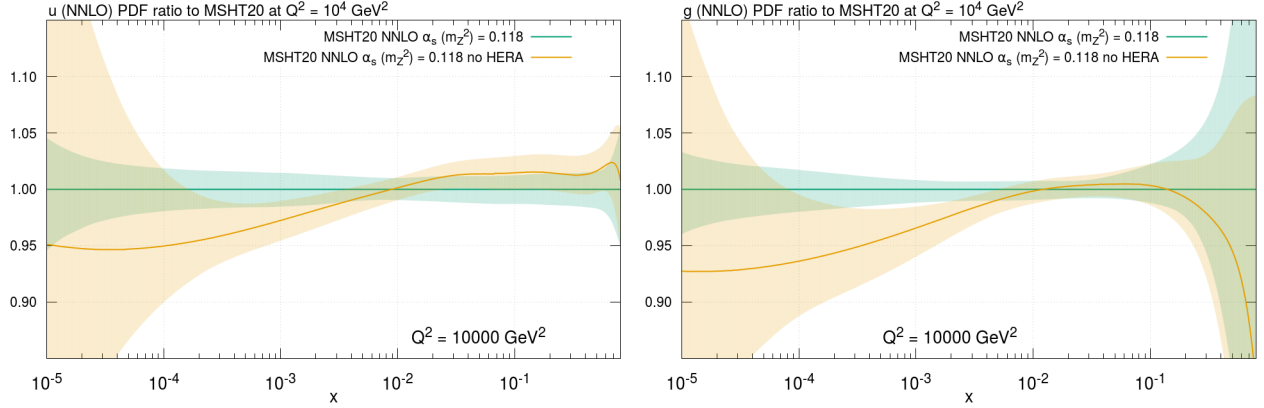 u (NNLO) PDF ratio to MSHT20 at Q² = 10⁴ GeV²
MSHT20 NNLO αₛ (m_Z²) = 0.118
MSHT20 NNLO αₛ (m_Z²) = 0.118 no HERA
1.10
1.05
1.00
0.95
0.90
Q² = 10000 GeV²
10⁻⁵ 10⁻⁴ 10⁻³ 10⁻² 10⁻¹
x
g (NNLO) PDF ratio to MSHT20 at Q² = 10⁴ GeV²
MSHT20 NNLO αₛ (m_Z²) = 0.118
MSHT20 NNLO αₛ (m_Z²) = 0.118 no HERA
1.10
1.05
1.00
0.95
0.90
Q² = 10000 GeV²
10⁻⁵ 10⁻⁴ 10⁻³ 10⁻² 10⁻¹
x